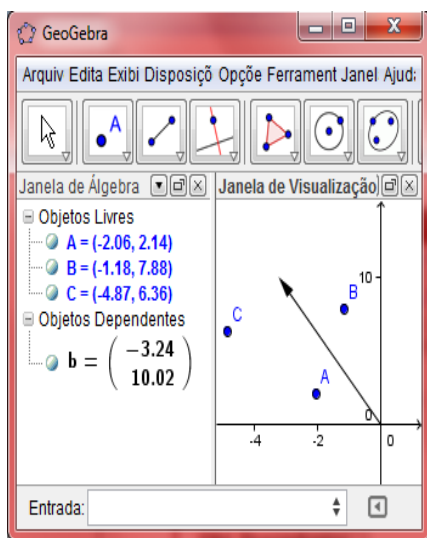 GeoGebra
Arquiv Edita Exibi Disposiçõ Opçõe Ferrament Janel Ajuda
A
Janela de Álgebra
Janela de Visualização
Objetos Livres
A = (-2.06, 2.14)
B = (-1.18, 7.88)
C = (-4.87, 6.36)
Objetos Dependentes
b = ( −3.24
10.02 )
10
B
C
A
0
-4 -2 0
Entrada: